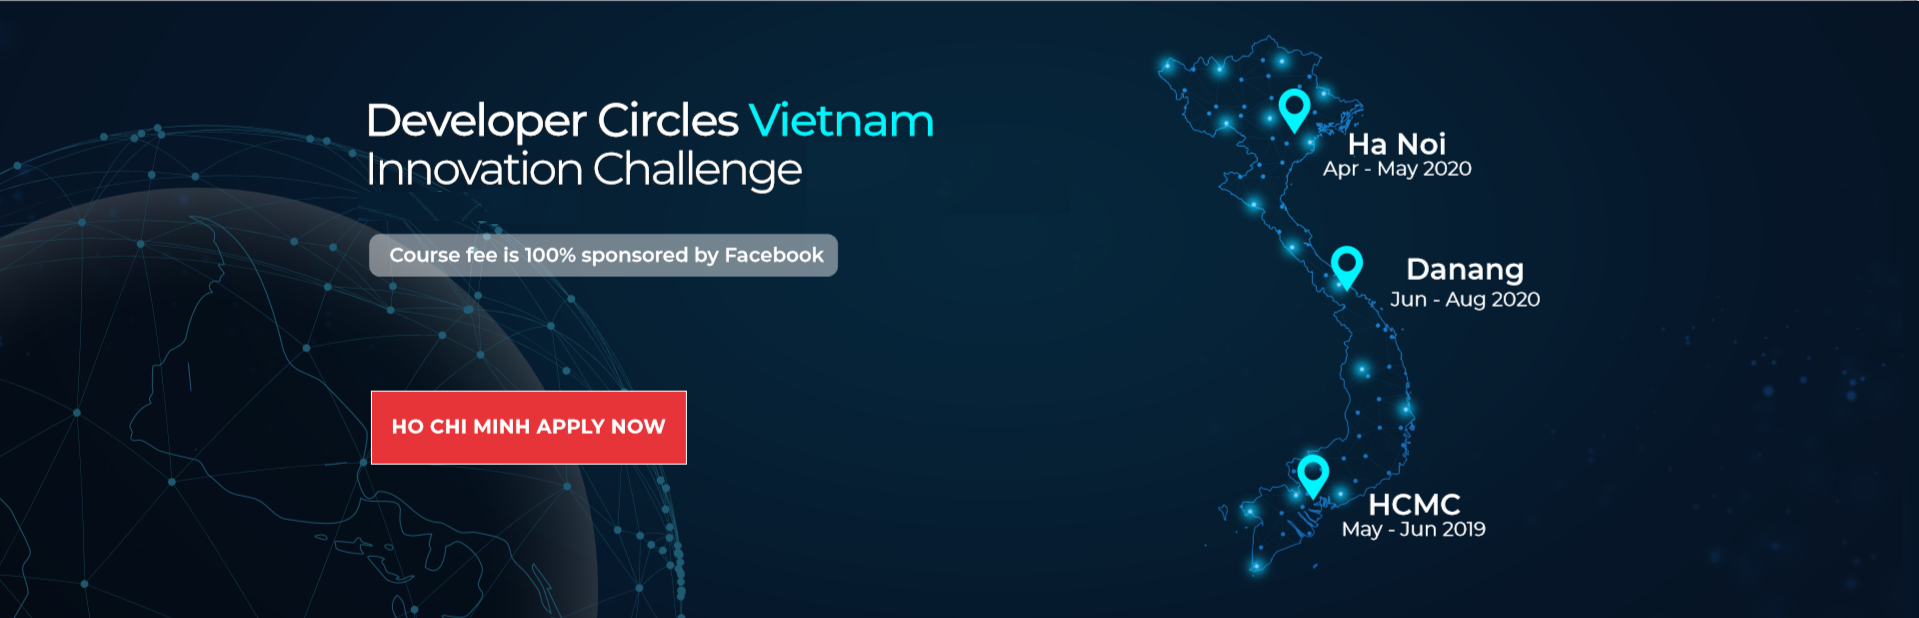 Developer Circles Vietnam
Innovation Challenge
Course fee is 100% sponsored by Facebook
HO CHI MINH APPLY NOW
Ha Noi
Apr - May 2020
Danang
Jun - Aug 2020
HCMC
May - Jun 2019